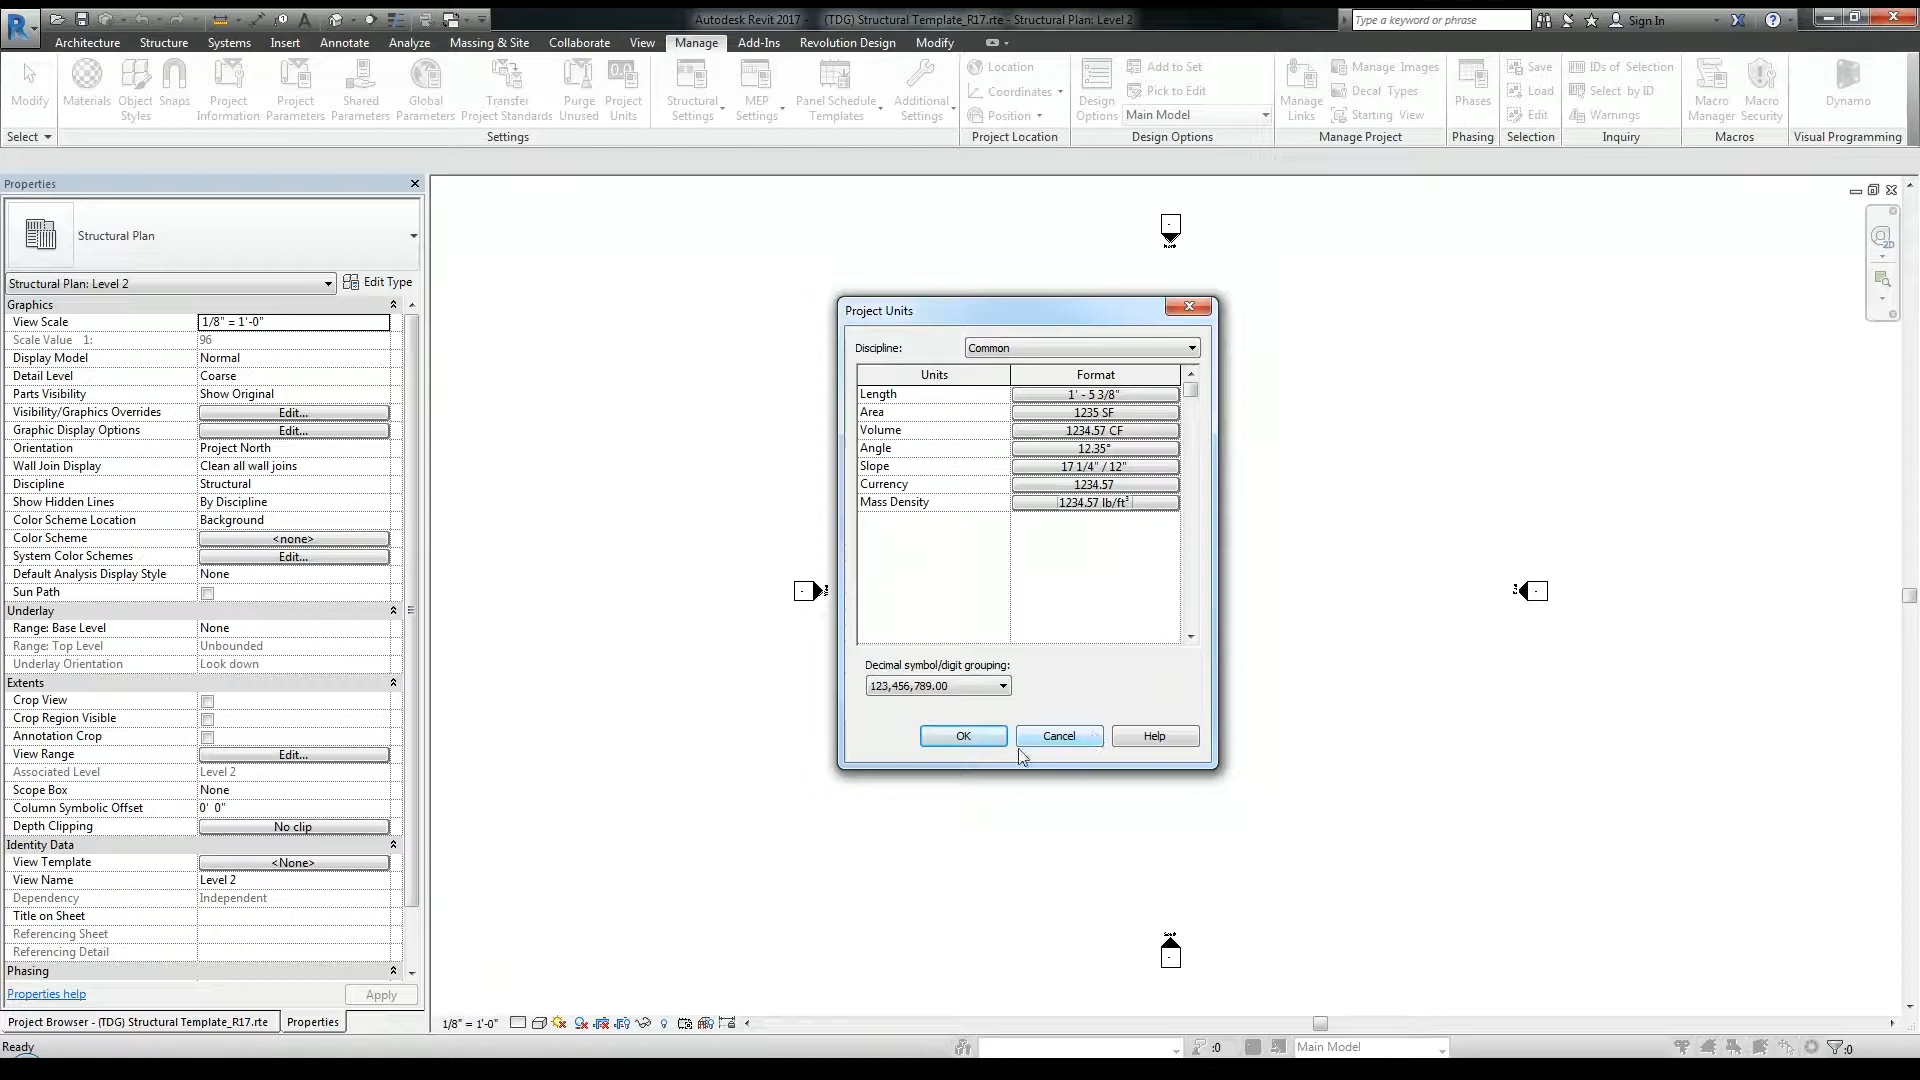 Autodesk Revit 2017 -    (TDG) Structural Template_R17.rte - Structural Plan: Level 2
Type a keyword or phrase
Sign In
Architecture Structure Systems Insert Annotate Analyze Massing & Site Collaborate View Manage Add-Ins Revolution Design Modify
Modify
Materials
Object Styles
Snaps
Project Information
Project Parameters
Shared Parameters
Global Parameters
Transfer Project Standards
Purge Unused
Project Units
Structural Settings
MEP Settings
Panel Schedule Templates
Additional Settings
Location
Coordinates
Position
Design Options
Add to Set
Pick to Edit
Main Model
Manage Links
Manage Images
Decal Types
Starting View
Phases
Save
Load
Edit
IDs of Selection
Select by ID
Warnings
Macro Manager
Macro Security
Dynamo
Select Settings Project Location Design Options Manage Project Phasing Selection Inquiry Macros Visual Programming
Properties
Structural Plan
Structural Plan: Level 2
Edit Type
Graphics
View Scale 1/8" = 1'-0"
Scale Value 1: 96
Display Model Normal
Detail Level Coarse
Parts Visibility Show Original
Visibility/Graphics Overrides Edit...
Graphic Display Options Edit...
Orientation Project North
Wall Join Display Clean all wall joins
Discipline Structural
Show Hidden Lines By Discipline
Color Scheme Location Background
Color Scheme <none>
System Color Schemes Edit...
Default Analysis Display Style None
Sun Path
Underlay
Range: Base Level None
Range: Top Level Unbounded
Underlay Orientation Look down
Extents
Crop View
Crop Region Visible
Annotation Crop
View Range Edit...
Associated Level Level 2
Scope Box None
Column Symbolic Offset 0' 0"
Depth Clipping No clip
Identity Data
View Template <None>
View Name Level 2
Dependency Independent
Title on Sheet
Referencing Sheet
Referencing Detail
Phasing
Properties help
Apply
Project Browser - (TDG) Structural Template_R17.rte
Properties
Project Units
Discipline: Common
Units Format
Length 1' - 5 3/8"
Area 1235 SF
Volume 1234.57 CF
Angle 12.35°
Slope 17 1/4" / 12"
Currency 1234.57
Mass Density 1234.57 lb/ft³
Decimal symbol/digit grouping:
123,456,789.00
OK Cancel Help
2D
1/8" = 1'-0"
Ready
:0
Main Model
:0